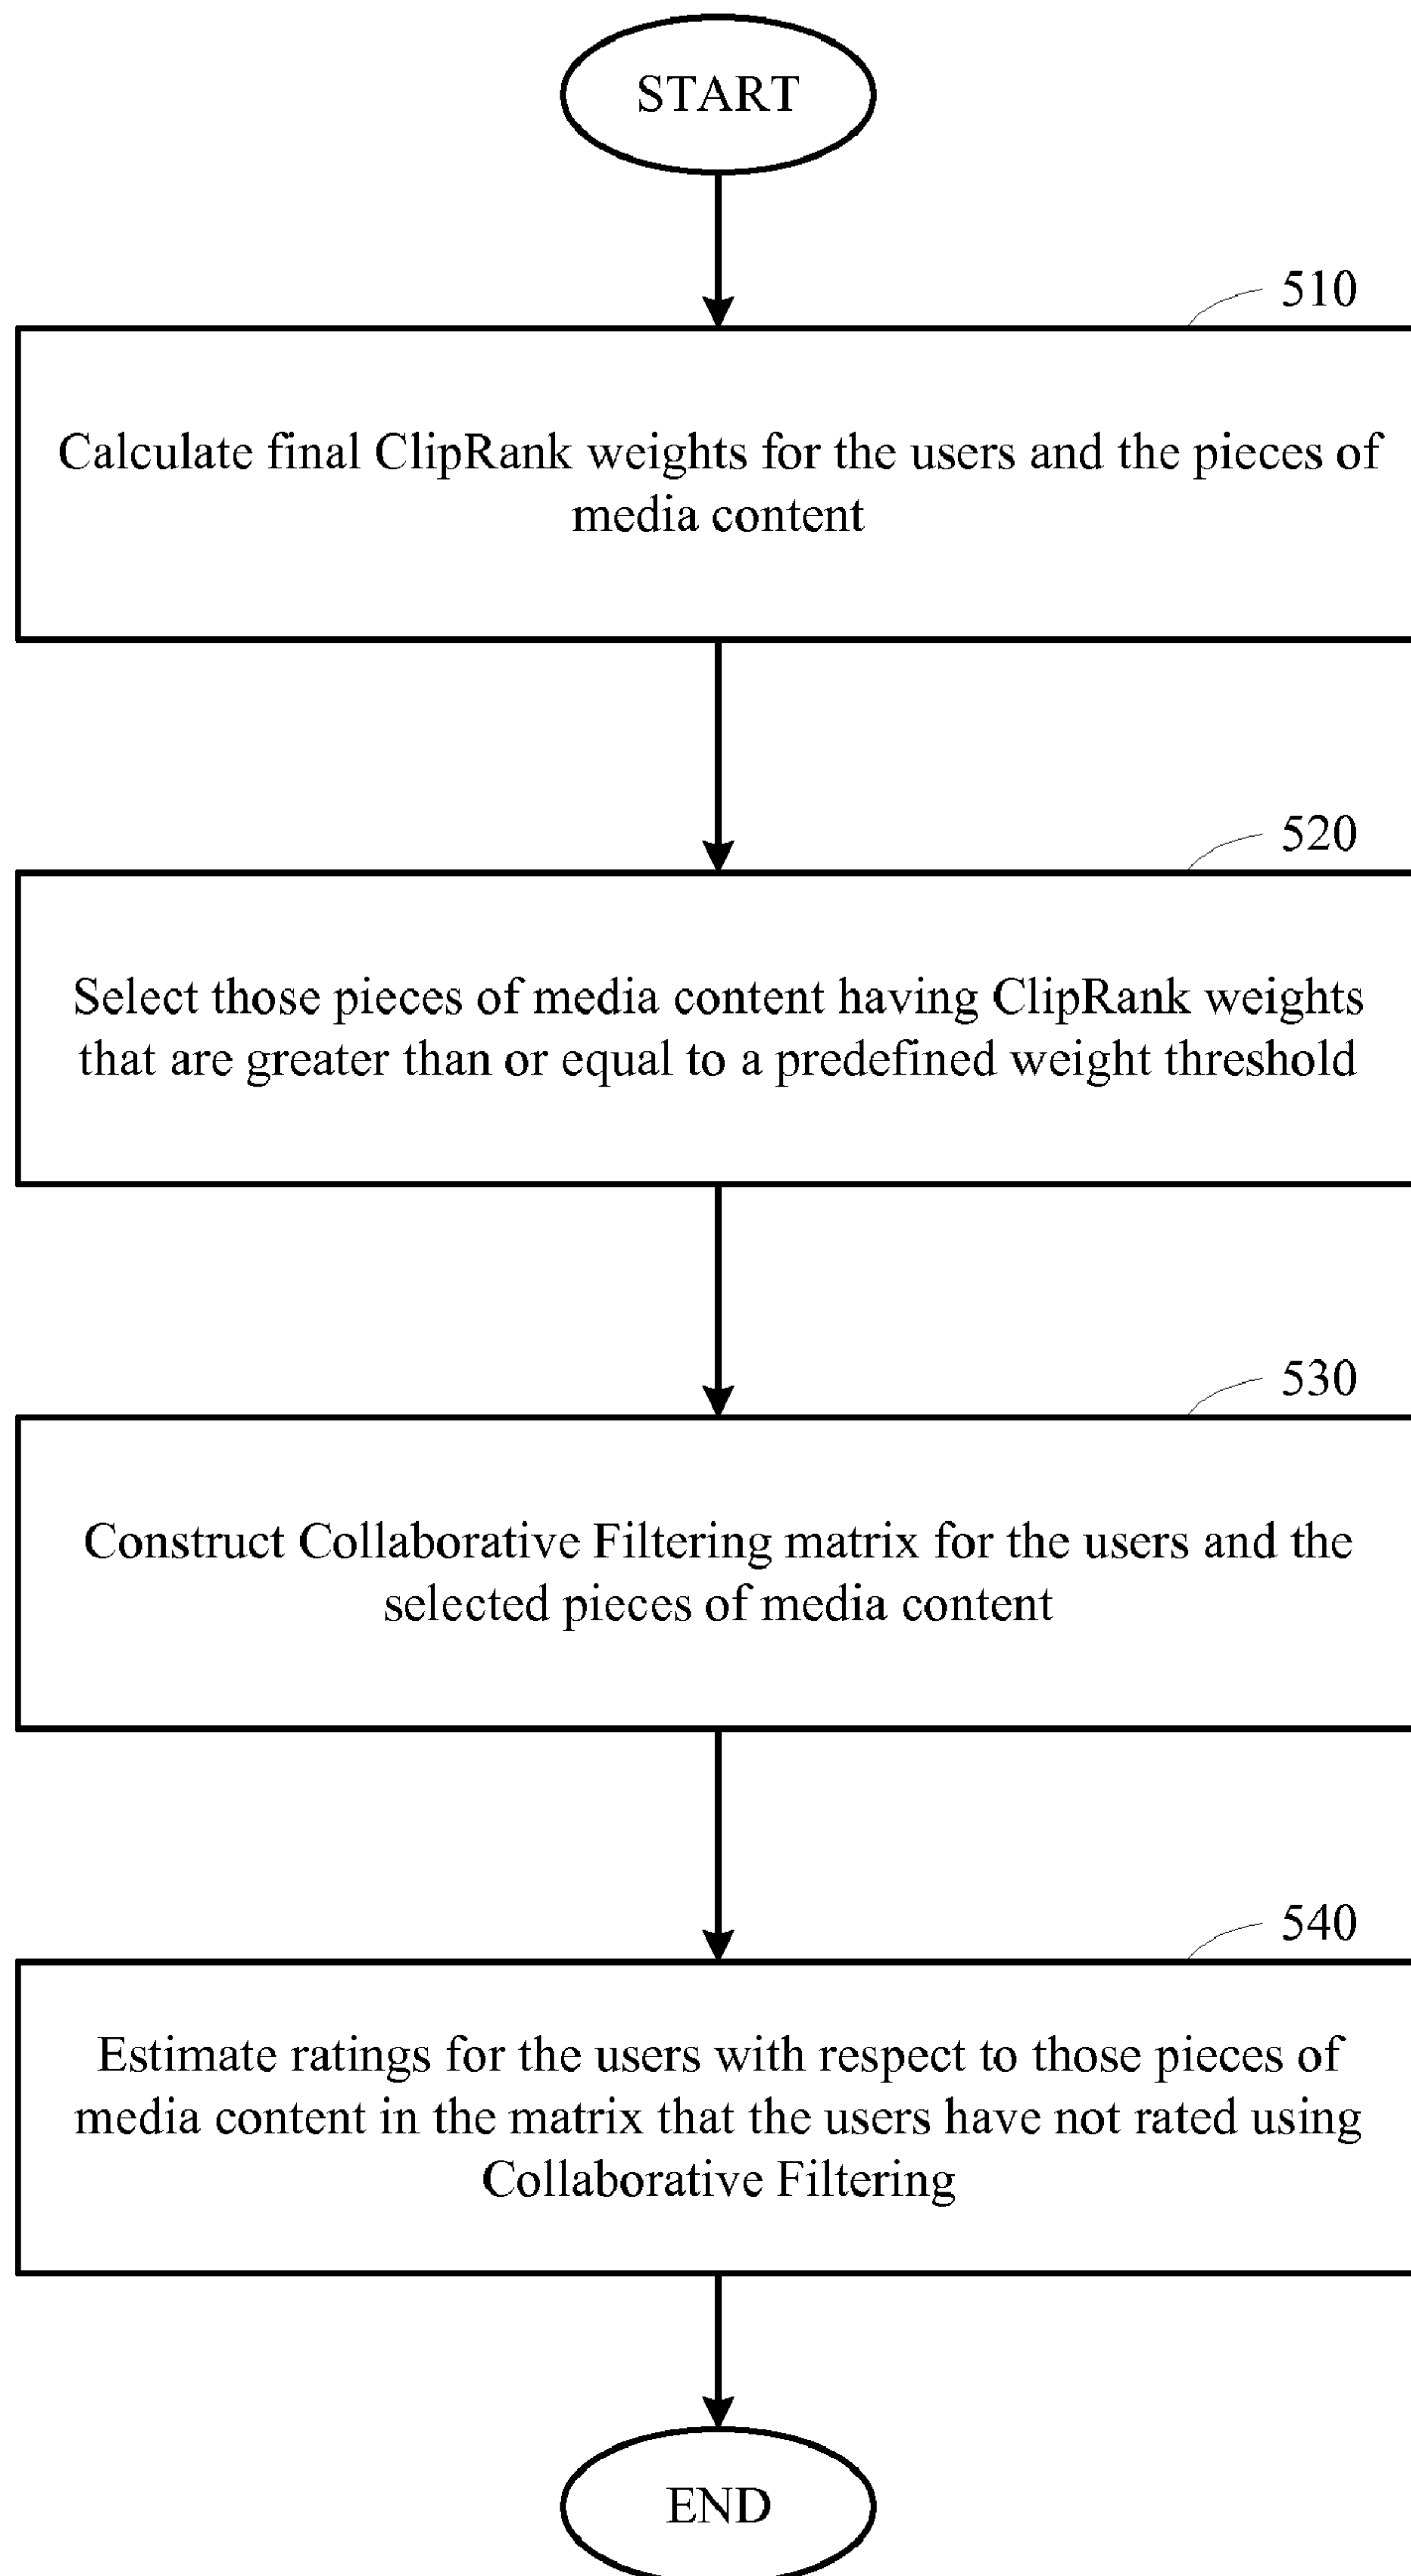 START
510
Calculate final ClipRank weights for the users and the pieces of
media content
520
Select those pieces of media content having ClipRank weights
that are greater than or equal to a predefined weight threshold
530
Construct Collaborative Filtering matrix for the users and the
selected pieces of media content
540
Estimate ratings for the users with respect to those pieces of
media content in the matrix that the users have not rated using
Collaborative Filtering
END